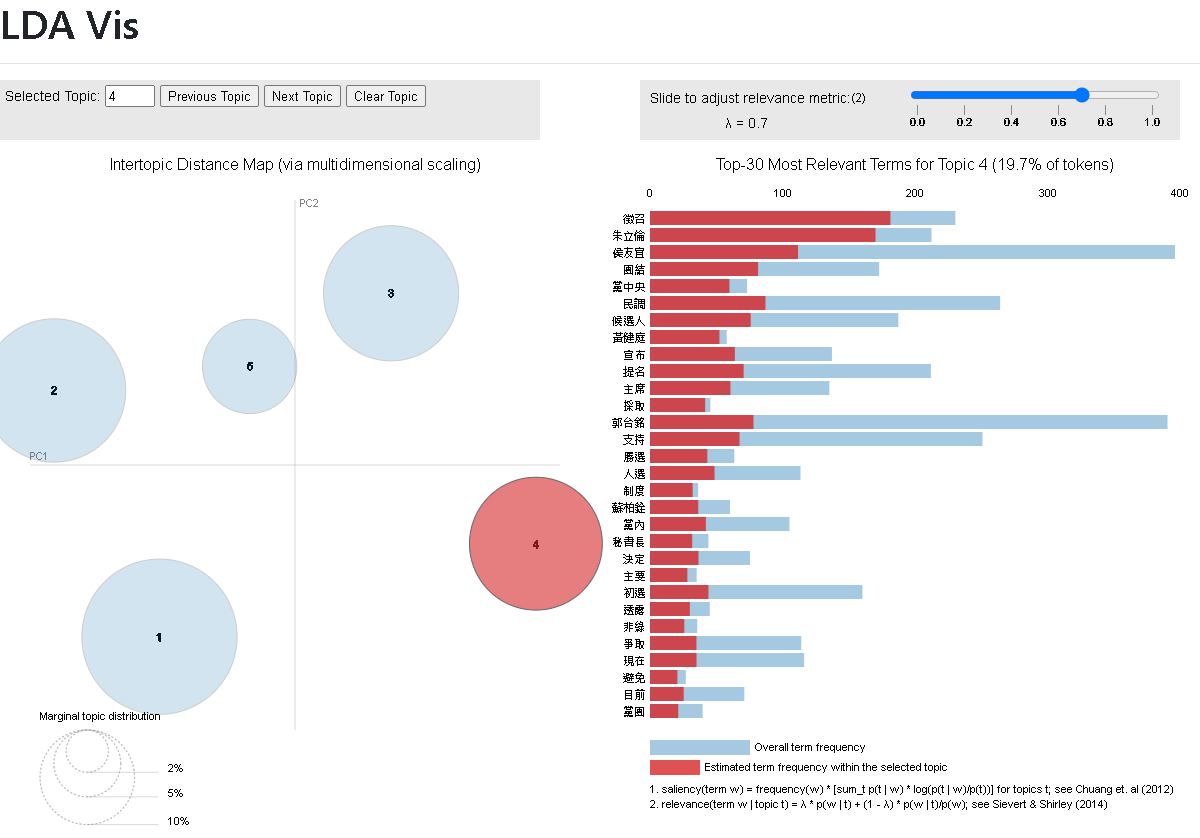 LDA Vis
Selected Topic: 4 Previous Topic Next Topic Clear Topic
Slide to adjust relevance metric:(2)
λ = 0.7
0.0 0.2 0.4 0.6 0.8 1.0
Intertopic Distance Map (via multidimensional scaling)
PC2
PC1
3
5
2
4
1
Marginal topic distribution
2%
5%
10%
Top-30 Most Relevant Terms for Topic 4 (19.7% of tokens)
0 100 200 300 400
徵召
朱立倫
侯友宜
團結
黨中央
民調
候選人
黃健庭
宣布
提名
主席
採取
郭台銘
支持
勝選
人選
制度
蘇柏銓
黨內
秘書長
決定
主要
初選
透露
非綠
爭取
現在
避免
目前
黨團
Overall term frequency
Estimated term frequency within the selected topic
1. saliency(term w) = frequency(w) * [sum_t p(t | w) * log(p(t | w)/p(t))] for topics t; see Chuang et. al (2012)
2. relevance(term w | topic t) = λ * p(w | t) + (1 - λ) * p(w | t)/p(w); see Sievert & Shirley (2014)